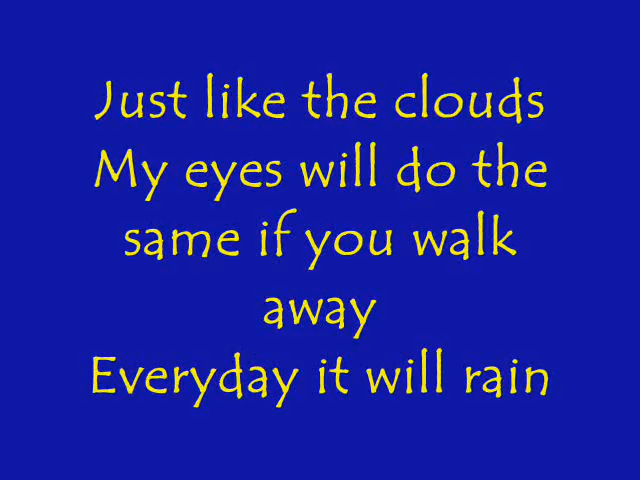 Just like the clouds
My eyes will do the
same if you walk
away
Everyday it will rain